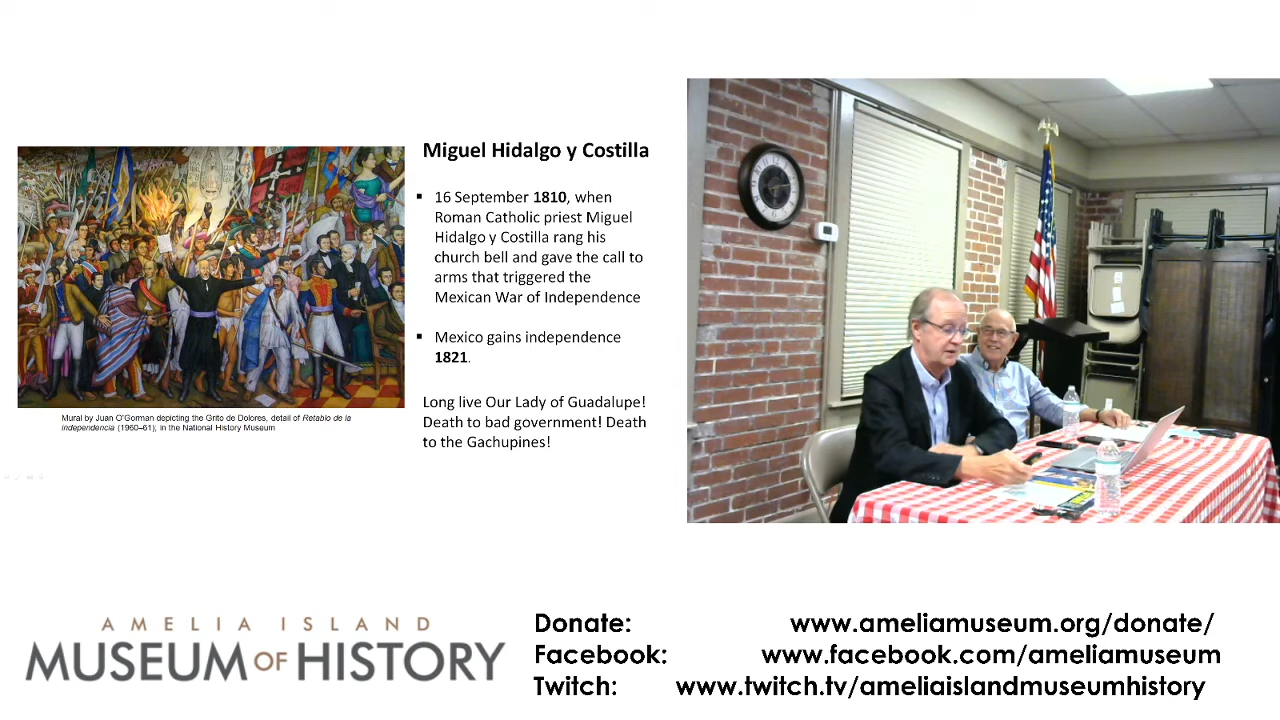 Miguel Hidalgo y Costilla
▪ 16 September 1810, when
Roman Catholic priest Miguel
Hidalgo y Costilla rang his
church bell and gave the call to
arms that triggered the
Mexican War of Independence
▪ Mexico gains independence
1821.
Long live Our Lady of Guadalupe!
Death to bad government! Death
to the Gachupines!
Mural by Juan O'Gorman depicting the Grito de Dolores, detail of Retablo de la
Independencia (1960–61), in the National History Museum
AMELIA ISLAND
MUSEUM OF HISTORY
Donate: www.ameliamuseum.org/donate/
Facebook: www.facebook.com/ameliamuseum
Twitch: www.twitch.tv/ameliaislandmuseumhistory